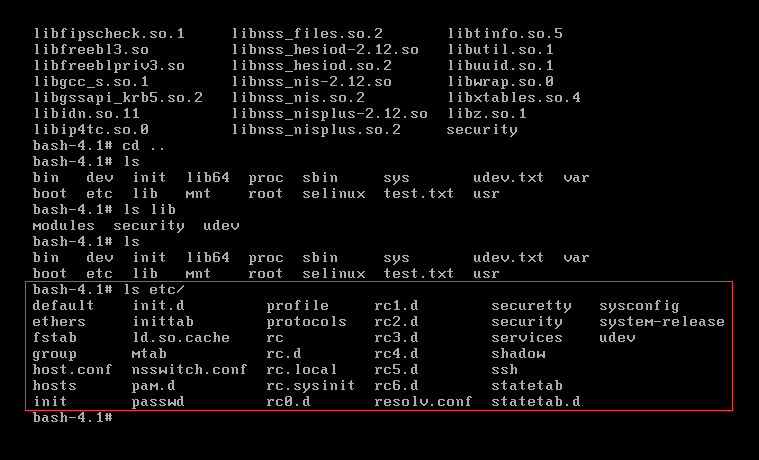 libfipscheck.so.1     libnss_files.so.2       libtinfo.so.5
libfreebl3.so         libnss_hesiod-2.12.so   libutil.so.1
libfreeblpriv3.so     libnss_hesiod.so.2      libuuid.so.1
libgcc_s.so.1         libnss_nis-2.12.so      libwrap.so.0
libgssapi_krb5.so.2   libnss_nis.so.2         libxtables.so.4
libidn.so.11          libnss_nisplus-2.12.so  libz.so.1
libip4tc.so.0         libnss_nisplus.so.2     security
bash-4.1# cd ..
bash-4.1# ls
bin   dev  init  lib64  proc  sbin     sys       udev.txt  var
boot  etc  lib   mnt    root  selinux  test.txt  usr
bash-4.1# ls lib
modules  security  udev
bash-4.1# ls
bin   dev  init  lib64  proc  sbin     sys       udev.txt  var
boot  etc  lib   mnt    root  selinux  test.txt  usr
bash-4.1# ls etc/
default    init.d         profile     rc1.d        securetty   sysconfig
ethers     inittab        protocols   rc2.d        security    system-release
fstab      ld.so.cache    rc          rc3.d        services    udev
group      mtab           rc.d        rc4.d        shadow
host.conf  nsswitch.conf  rc.local    rc5.d        ssh
hosts      pam.d          rc.sysinit  rc6.d        statetab
init       passwd         rc0.d       resolv.conf  statetab.d
bash-4.1#